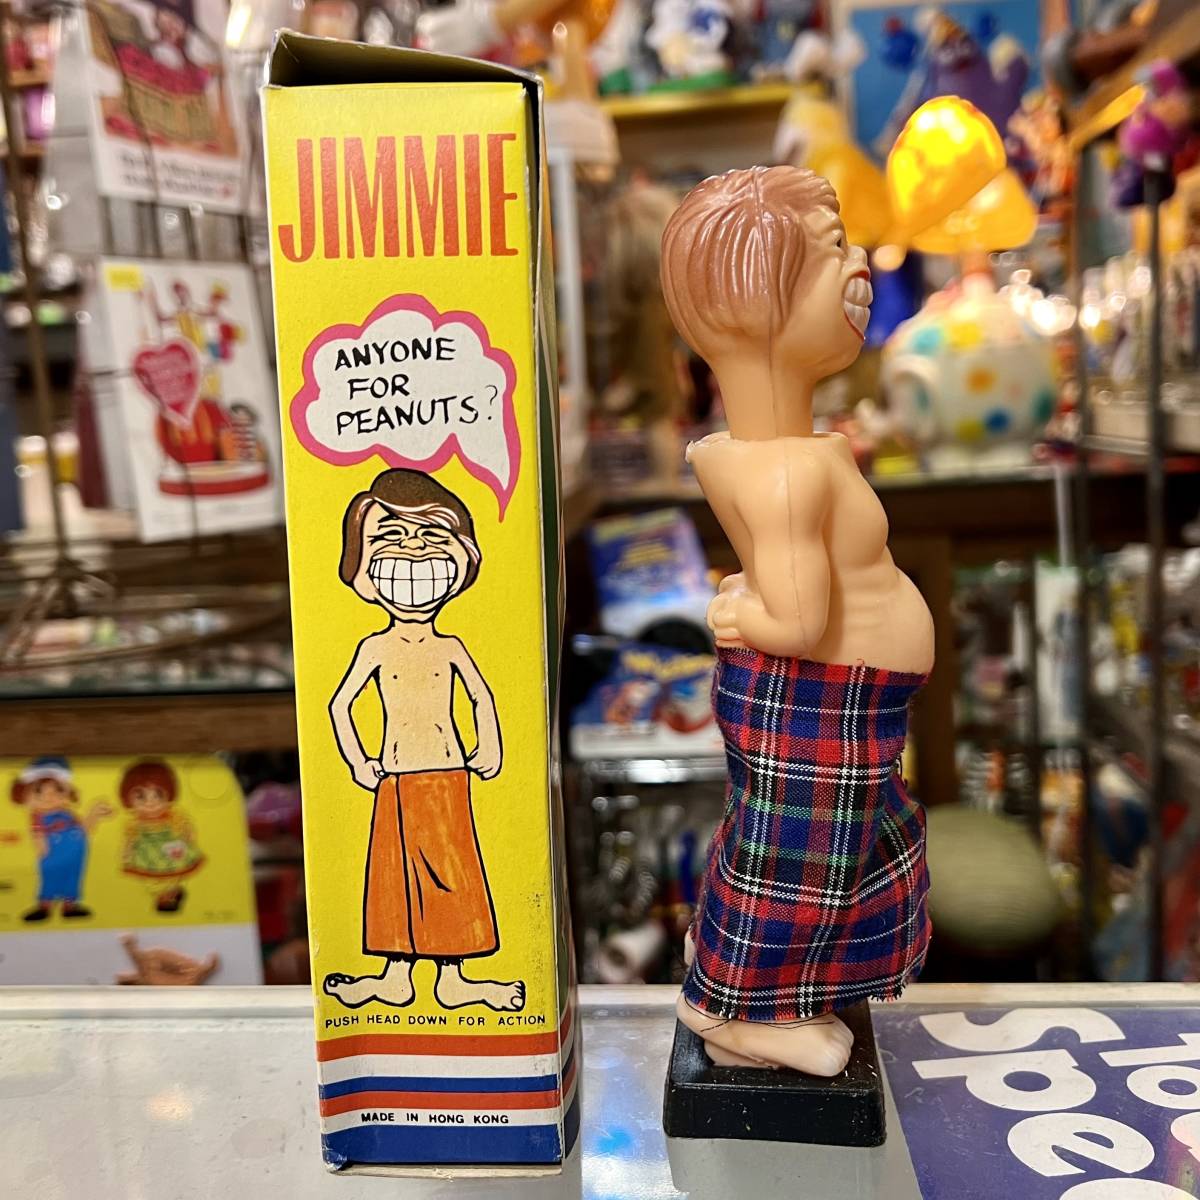 JIMMIE
ANYONE
FOR
PEANUTS?
PUSH HEAD DOWN FOR ACTION
MADE IN HONG KONG